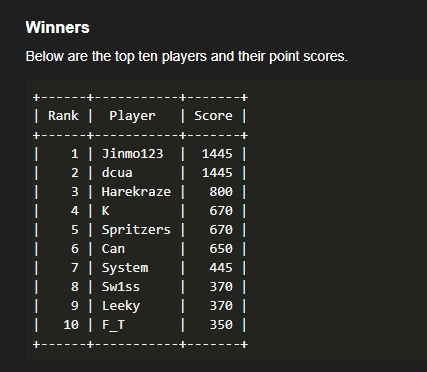 Winners
Below are the top ten players and their point scores.
+------+-----------+-------+
| Rank |  Player   | Score |
+------+-----------+-------+
|    1 | Jinmo123  |  1445 |
|    2 | dcua      |  1445 |
|    3 | Harekraze |   800 |
|    4 | K         |   670 |
|    5 | Spritzers |   670 |
|    6 | Can       |   650 |
|    7 | System    |   445 |
|    8 | Sw1ss     |   370 |
|    9 | Leeky     |   370 |
|   10 | F_T       |   350 |
+------+-----------+-------+